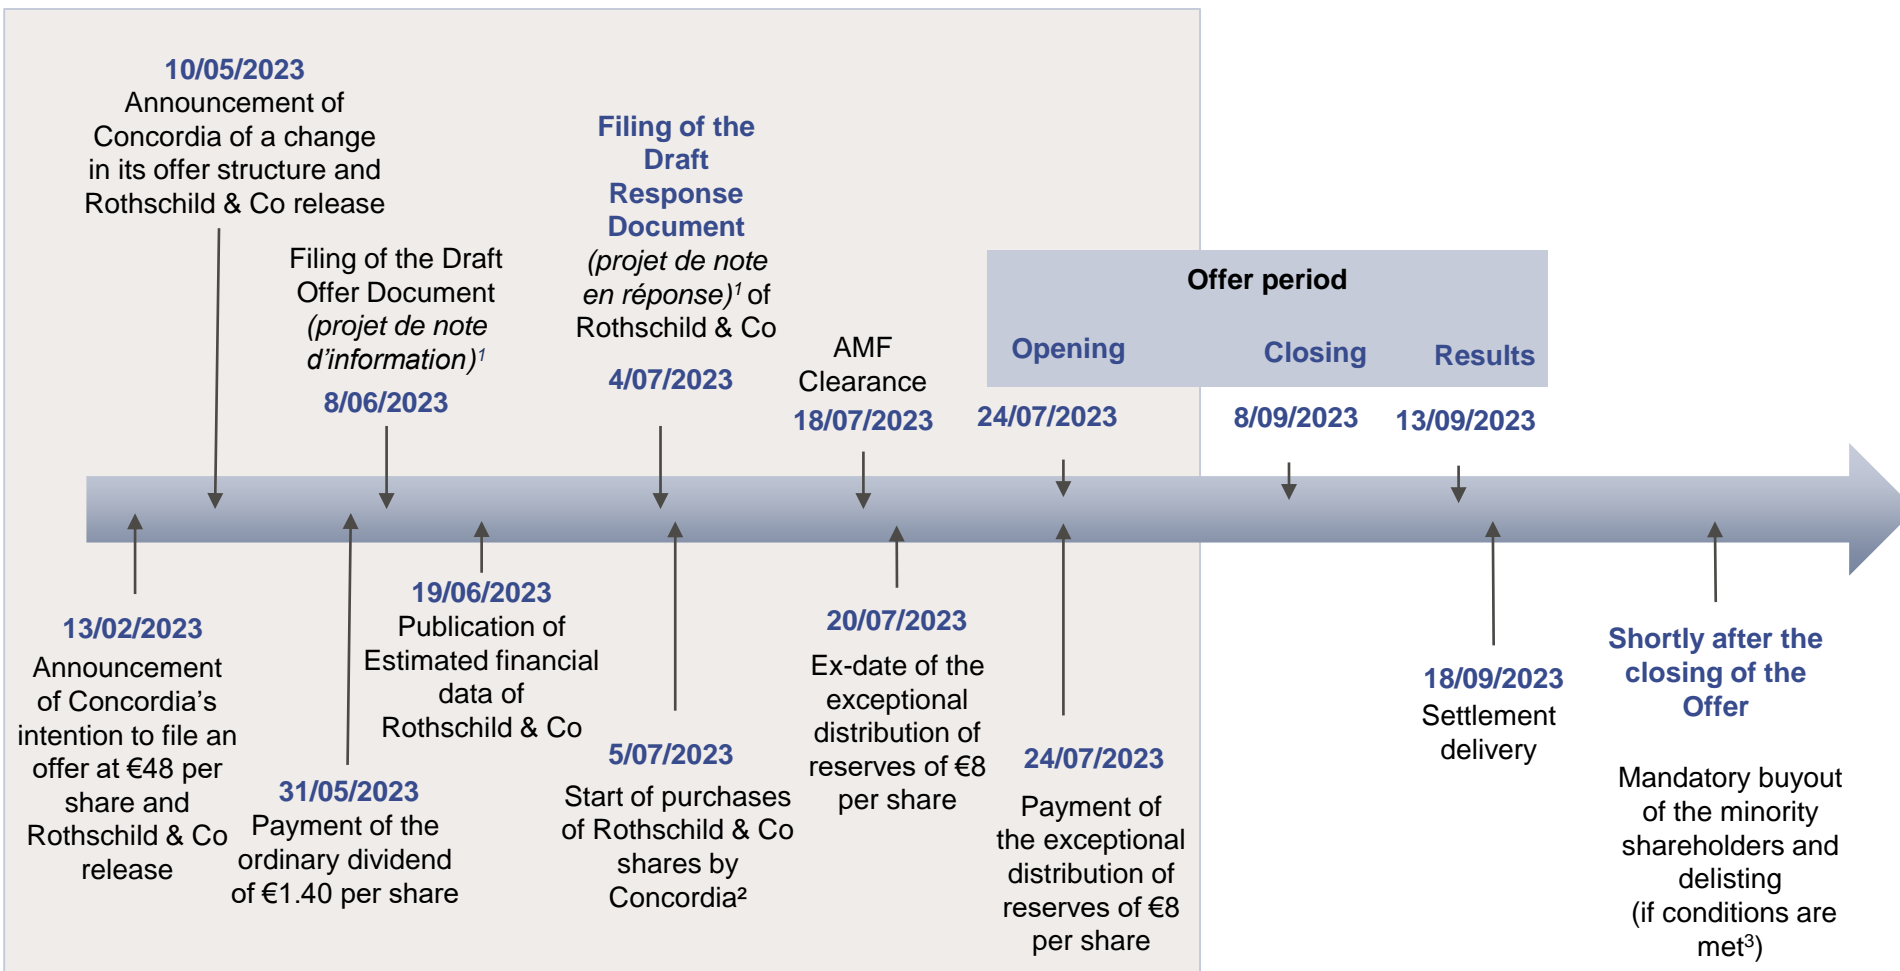 10/05/2023
Announcement of
Concordia of a change
in its offer structure and
Rothschild & Co release
Filing of the Draft
Offer Document
(projet de note
d'information)¹
8/06/2023
Filing of the
Draft
Response
Document
(projet de note
en réponse)¹ of
Rothschild & Co
4/07/2023
AMF
Clearance
18/07/2023
Offer period
Opening
Closing
Results
24/07/2023
8/09/2023
13/09/2023
13/02/2023
Announcement
of Concordia's
intention to file an
offer at €48 per
share and
Rothschild & Co
release
31/05/2023
Payment of the
ordinary dividend
of €1.40 per share
19/06/2023
Publication of
Estimated financial
data of
Rothschild & Co
5/07/2023
Start of purchases
of Rothschild & Co
shares by
Concordia²
20/07/2023
Ex-date of the
exceptional
distribution of
reserves of €8
per share
24/07/2023
Payment of
the exceptional
distribution of
reserves of €8
per share
18/09/2023
Settlement
delivery
Shortly after the
closing of the
Offer
Mandatory buyout
of the minority
shareholders and
delisting
(if conditions are
met³)